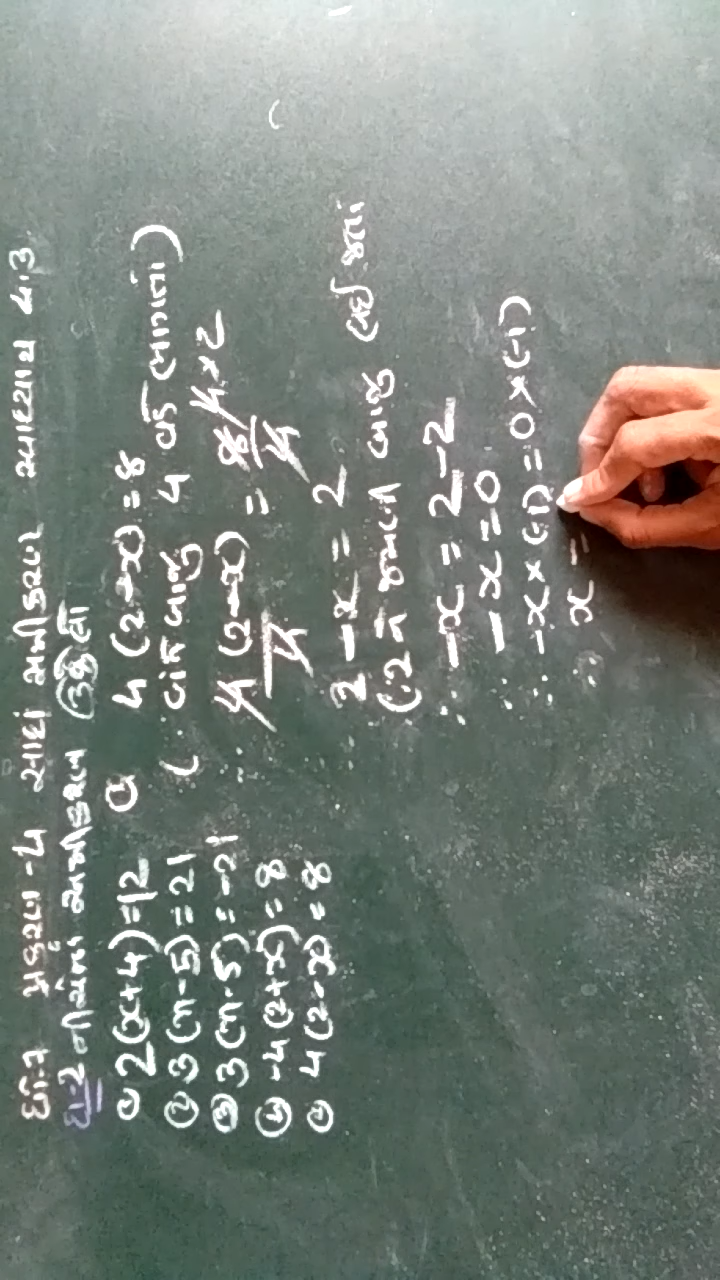 ધો-7 પ્રકરણ-4 સાદાં સમીકરણ સ્વાધ્યાય 4.3
દા-2 નીચેના સમીકરણ ઉકેલો
① 2(x+4)=12
② 3(n-5)=21
③ 3(n-5)=-21
④ -4(2+x)=8
4(2-x)=8
4(2-x)=8
(∵ બંને બાજુ 4 વડે ભાગતાં)
∴ 4(2-x)/4 = 8 4×2/4
∴ 2-x=2
(∵ 2 ને જમણી બાજુ લઈ જતાં
∴ -x=2-2
∴ -x=0
∴ -x×(-1)=0×(-1)
∴ x=